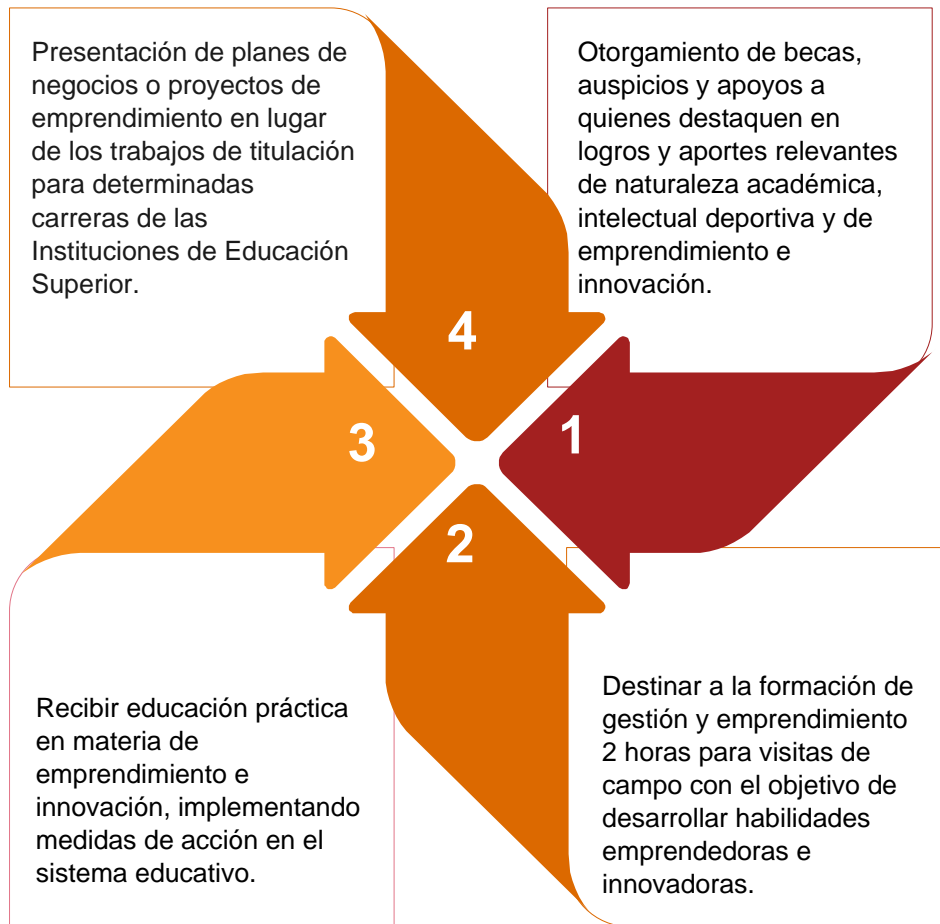 Presentación de planes de
negocios o proyectos de
emprendimiento en lugar
de los trabajos de titulación
para determinadas
carreras de las
Instituciones de Educación
Superior.
Otorgamiento de becas,
auspicios y apoyos a
quienes destaquen en
logros y aportes relevantes
de naturaleza académica,
intelectual deportiva y de
emprendimiento e
innovación.
4
3
1
2
Recibir educación práctica
en materia de
emprendimiento e
innovación, implementando
medidas de acción en el
sistema educativo.
Destinar a la formación de
gestión y emprendimiento
2 horas para visitas de
campo con el objetivo de
desarrollar habilidades
emprendedoras e
innovadoras.